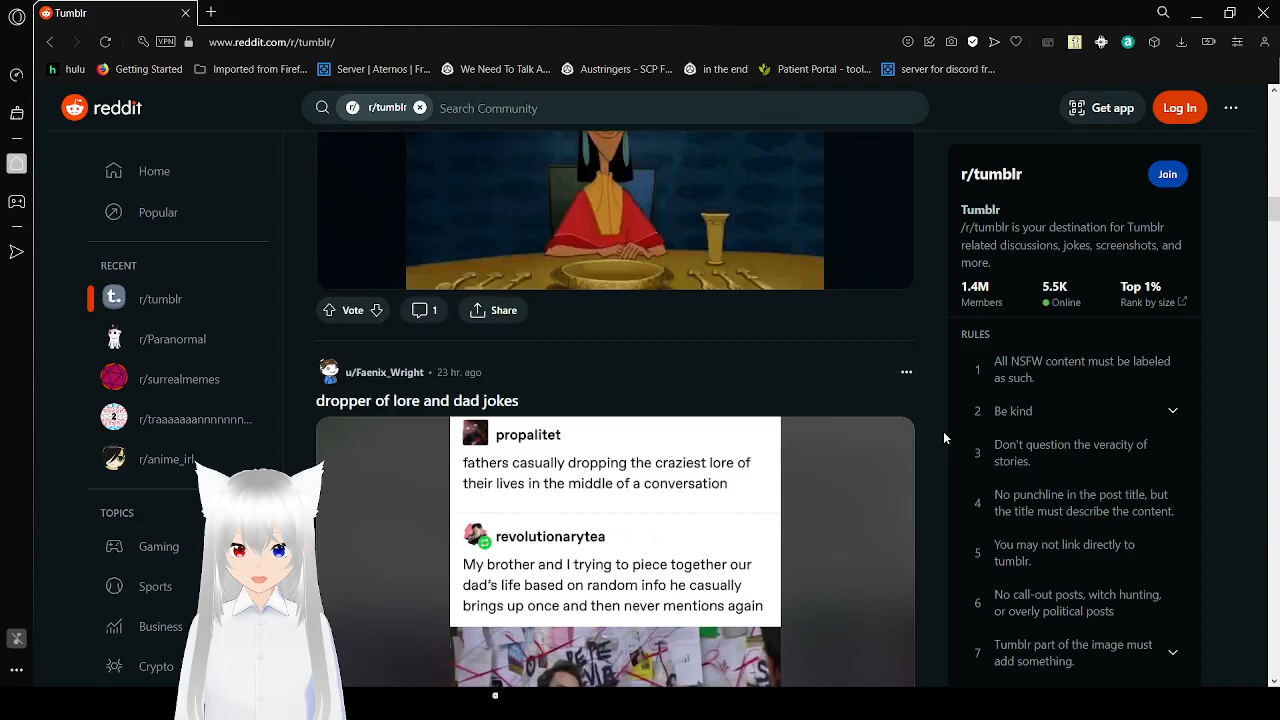 Tumblr
VPN
www.reddit.com/r/tumblr/
hulu
Getting Started
Imported from Firef...
Server | Aternos | Fr...
We Need To Talk A...
Austringers - SCP F...
in the end
Patient Portal - tool...
server for discord fr...
reddit
r/tumblr
Search Community
Get app
Log In
Home
Popular
RECENT
r/tumblr
r/Paranormal
r/surrealmemes
r/traaaaaaannnnnnn...
r/anime_irl
TOPICS
Gaming
Sports
Business
Crypto
Vote
1
Share
u/Faenix_Wright • 23 hr. ago
dropper of lore and dad jokes
propalitet
fathers casually dropping the craziest lore of
their lives in the middle of a conversation
revolutionarytea
My brother and I trying to piece together our
dad's life based on random info he casually
brings up once and then never mentions again
r/tumblr
Join
Tumblr
/r/tumblr is your destination for Tumblr
related discussions, jokes, screenshots, and
more.
1.4M 5.5K Top 1%
Members Online Rank by size
RULES
1 All NSFW content must be labeled
as such.
2 Be kind
3 Don't question the veracity of
stories.
4 No punchline in the post title, but
the title must describe the content.
5 You may not link directly to
tumblr.
6 No call-out posts, witch hunting,
or overly political posts
7 Tumblr part of the image must
add something.